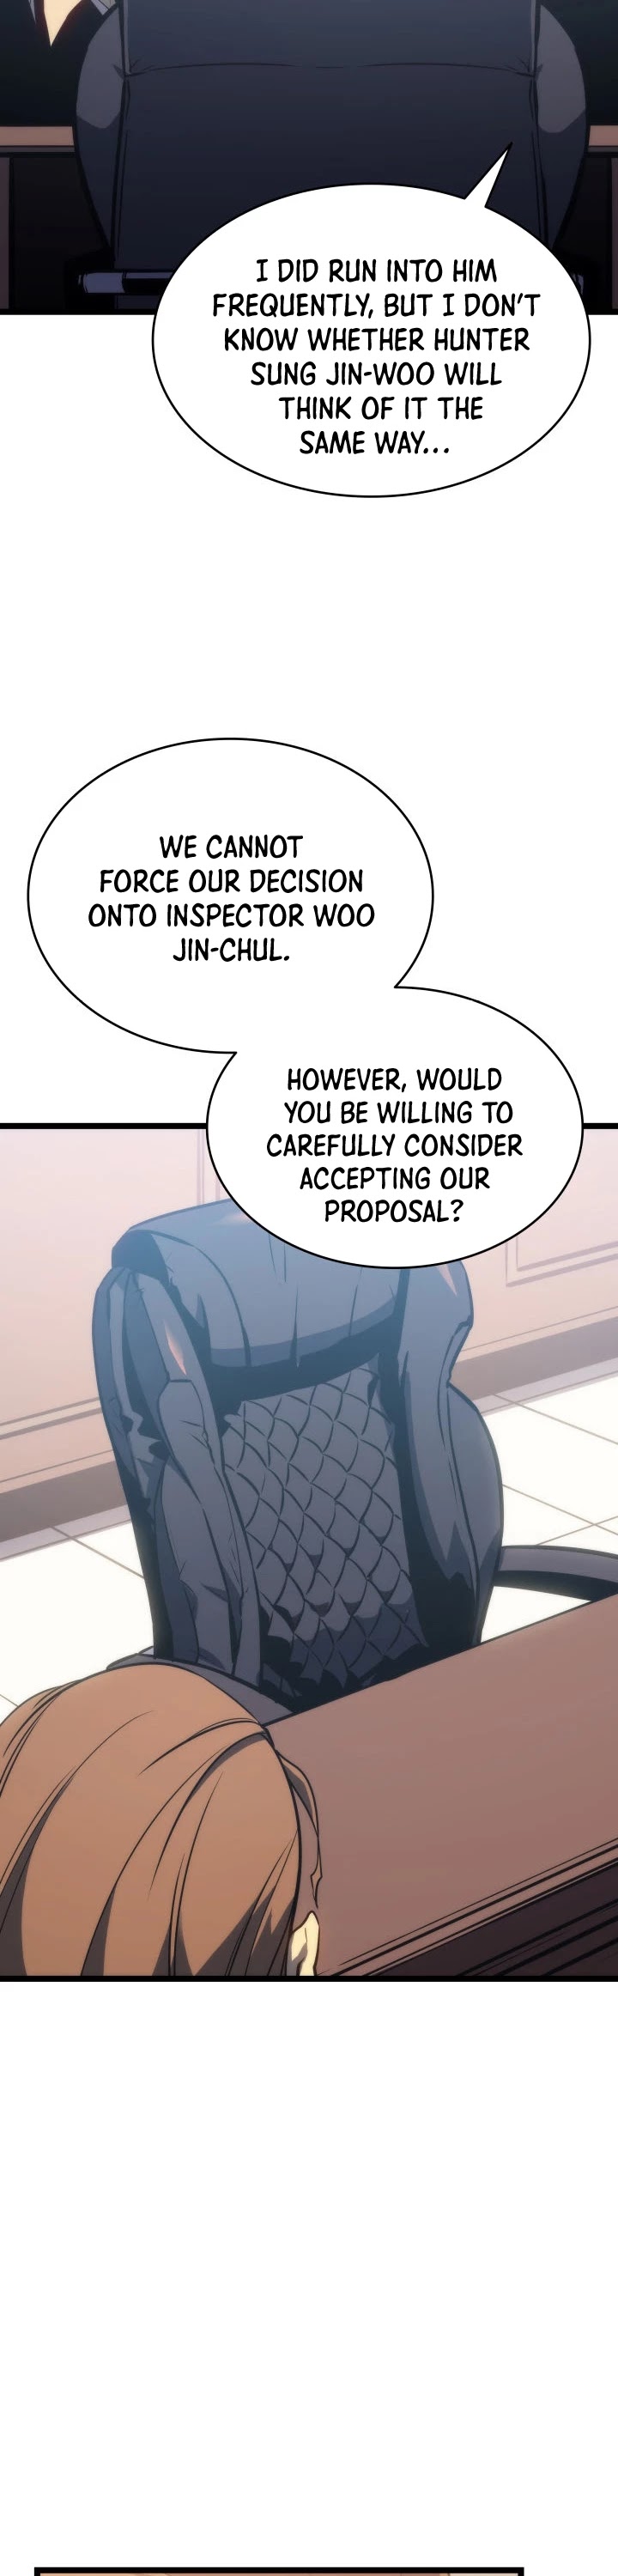 I DID RUN INTO HIM
FREQUENTLY, BUT I DON'T
KNOW WHETHER HUNTER
SUNG JIN-WOO WILL
THINK OF IT THE
SAME WAY...
WE CANNOT
FORCE OUR DECISION
ONTO INSPECTOR WOO
JIN-CHUL.
HOWEVER, WOULD
YOU BE WILLING TO
CAREFULLY CONSIDER
ACCEPTING OUR
PROPOSAL?